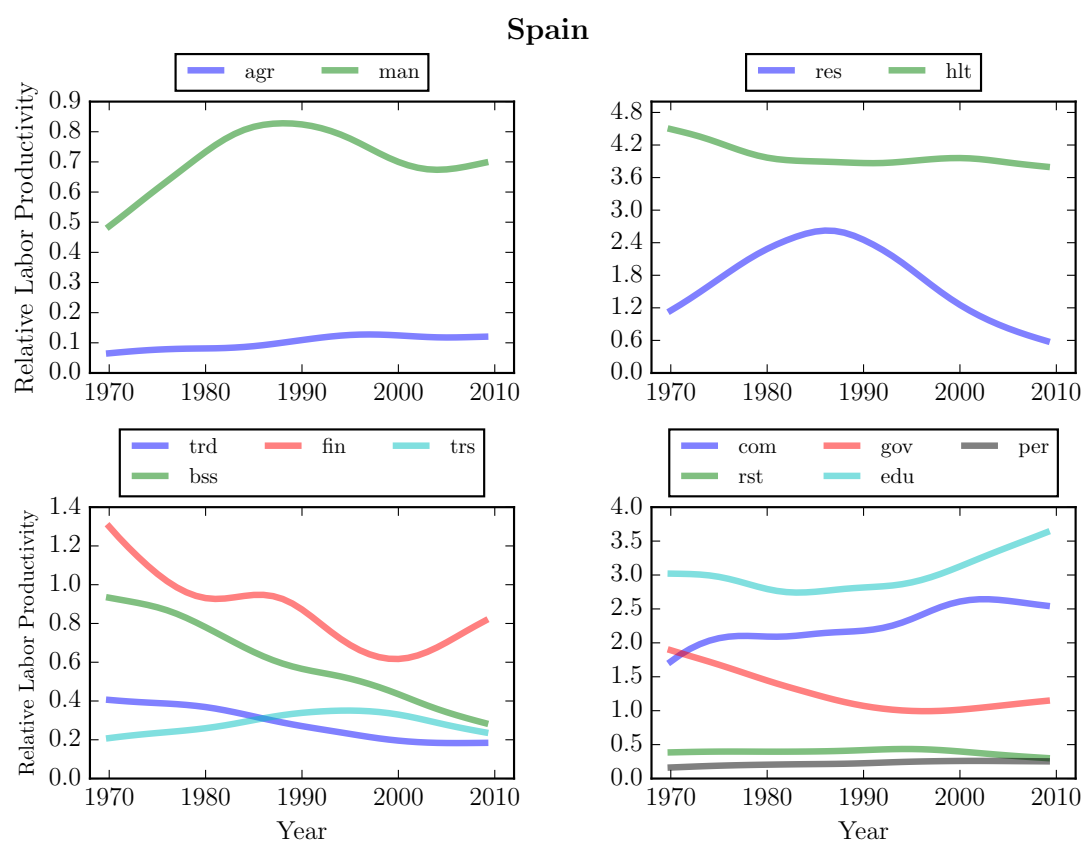 Spain
agr man
Relative Labor Productivity
0.9
0.8
0.7
0.6
0.5
0.4
0.3
0.2
0.1
0.0
1970 1980 1990 2000 2010
res hlt
4.8
4.2
3.6
3.0
2.4
1.8
1.2
0.6
0.0
1970 1980 1990 2000 2010
trd fin trs
bss
Relative Labor Productivity
1.4
1.2
1.0
0.8
0.6
0.4
0.2
0.0
1970 1980 1990 2000 2010
Year
com gov per
rst edu
4.0
3.5
3.0
2.5
2.0
1.5
1.0
0.5
0.0
1970 1980 1990 2000 2010
Year